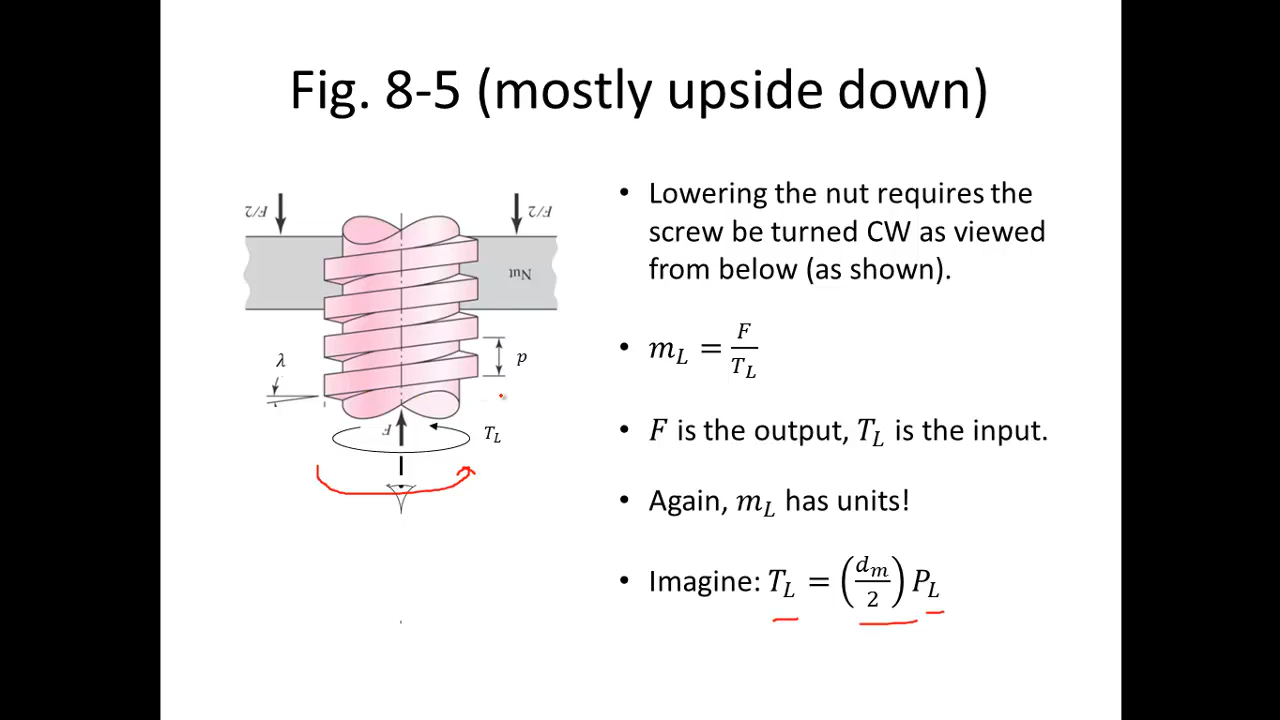 Fig. 8-5 (mostly upside down)
F/2
F/2
Nut
λ
p
F
T_L
• Lowering the nut requires the
screw be turned CW as viewed
from below (as shown).
• m_L = F/T_L
• F is the output, T_L is the input.
• Again, m_L has units!
• Imagine: T_L = (d_m/2) P_L